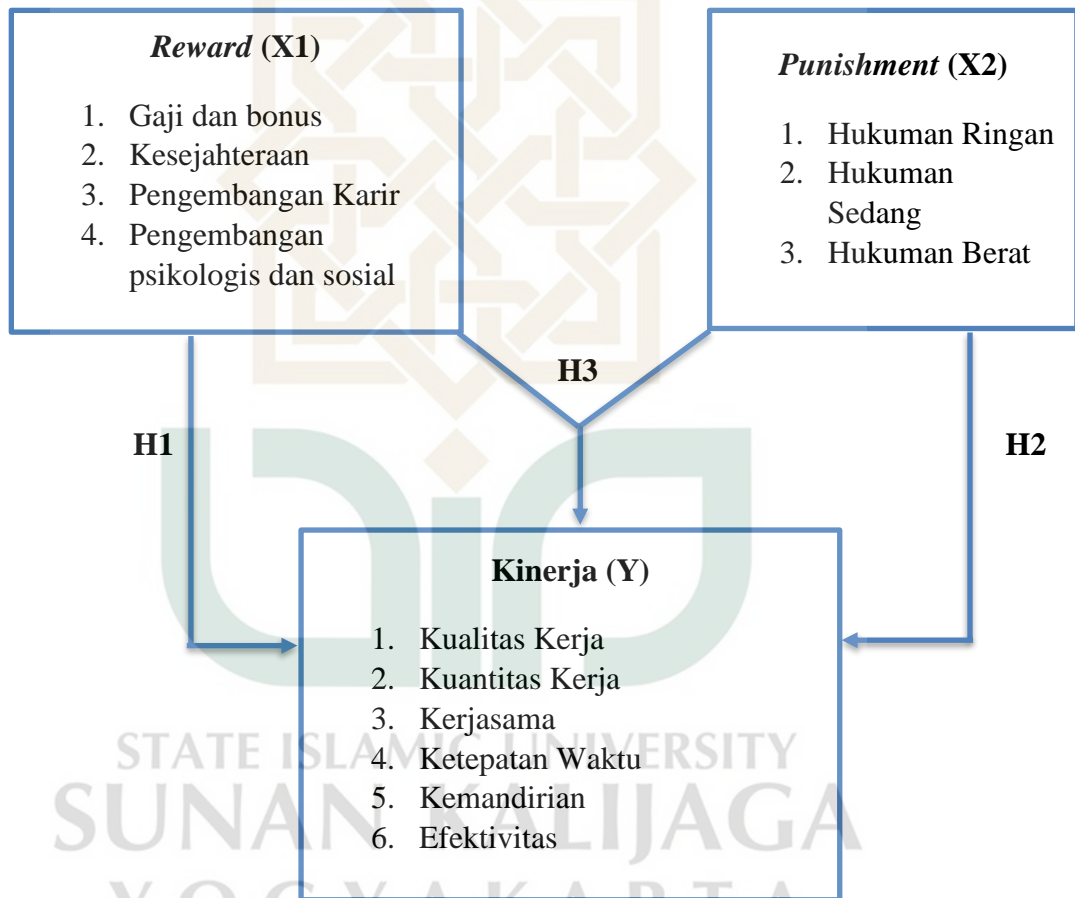 Reward (X1)
1. Gaji dan bonus
2. Kesejahteraan
3. Pengembangan Karir
4. Pengembangan
psikologis dan sosial
Punishment (X2)
1. Hukuman Ringan
2. Hukuman
Sedang
3. Hukuman Berat
H3
H1
H2
Kinerja (Y)
1. Kualitas Kerja
2. Kuantitas Kerja
3. Kerjasama
4. Ketepatan Waktu
5. Kemandirian
6. Efektivitas
STATE ISLAMIC UNIVERSITY
SUNAN KALIJAGA
YOGYAKARTA